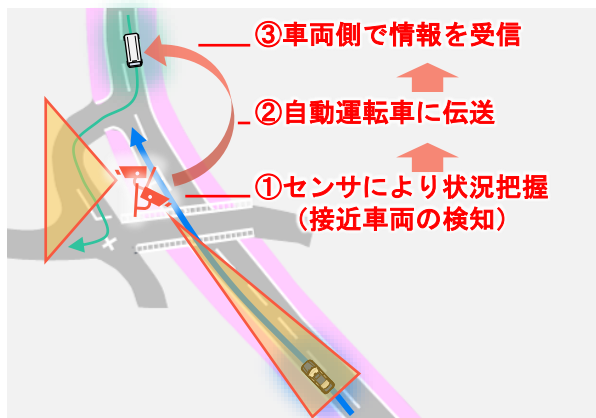 ③車両側で情報を受信
②自動運転車に伝送
①センサにより状況把握
(接近車両の検知)